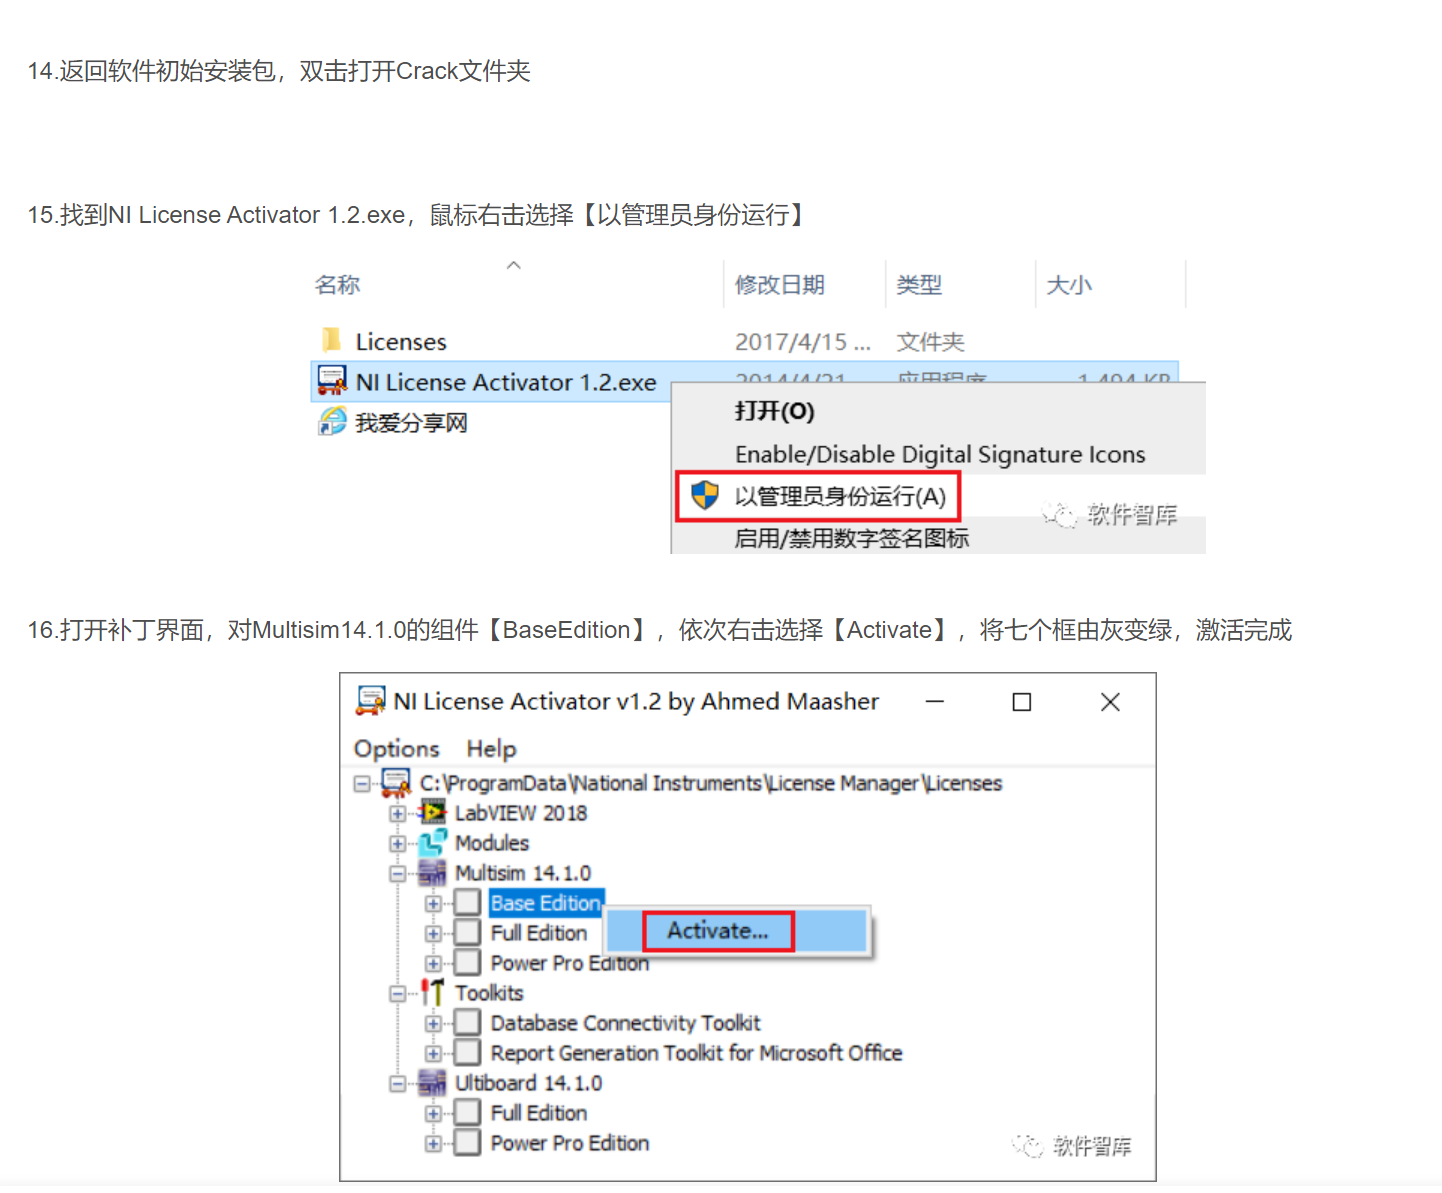 14.返回软件初始安装包，双击打开Crack文件夹
15.找到NI License Activator 1.2.exe，鼠标右击选择【以管理员身份运行】
名称 修改日期 类型 大小
Licenses 2017/4/15 ... 文件夹
NI License Activator 1.2.exe 2014/4/21 应用程序 1,494 KB
打开(O)
我爱分享网
Enable/Disable Digital Signature Icons
以管理员身份运行(A)
软件智库
启用/禁用数字签名图标
16.打开补丁界面，对Multisim14.1.0的组件【BaseEdition】，依次右击选择【Activate】，将七个框由灰变绿，激活完成
NI License Activator v1.2 by Ahmed Maasher
Options Help
C:\ProgramData\National Instruments\License Manager\Licenses
LabVIEW 2018
Modules
Multisim 14.1.0
Base Edition
Activate...
Full Edition
Power Pro Edition
Toolkits
Database Connectivity Toolkit
Report Generation Toolkit for Microsoft Office
Ultiboard 14.1.0
Full Edition
Power Pro Edition
软件智库